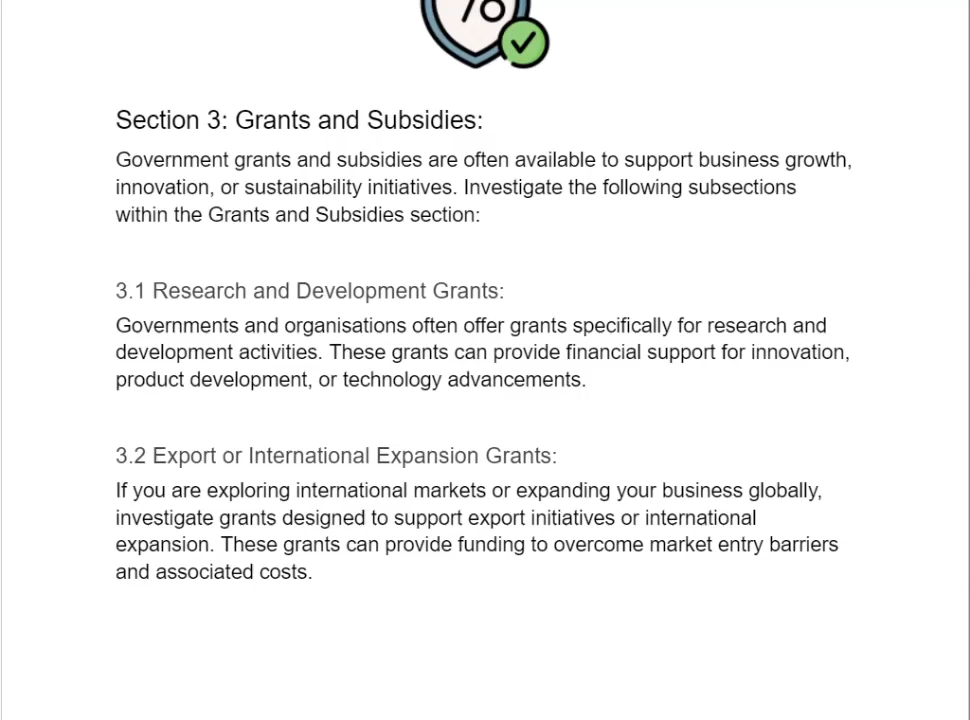 %
Section 3: Grants and Subsidies:
Government grants and subsidies are often available to support business growth,
innovation, or sustainability initiatives. Investigate the following subsections
within the Grants and Subsidies section:
3.1 Research and Development Grants:
Governments and organisations often offer grants specifically for research and
development activities. These grants can provide financial support for innovation,
product development, or technology advancements.
3.2 Export or International Expansion Grants:
If you are exploring international markets or expanding your business globally,
investigate grants designed to support export initiatives or international
expansion. These grants can provide funding to overcome market entry barriers
and associated costs.